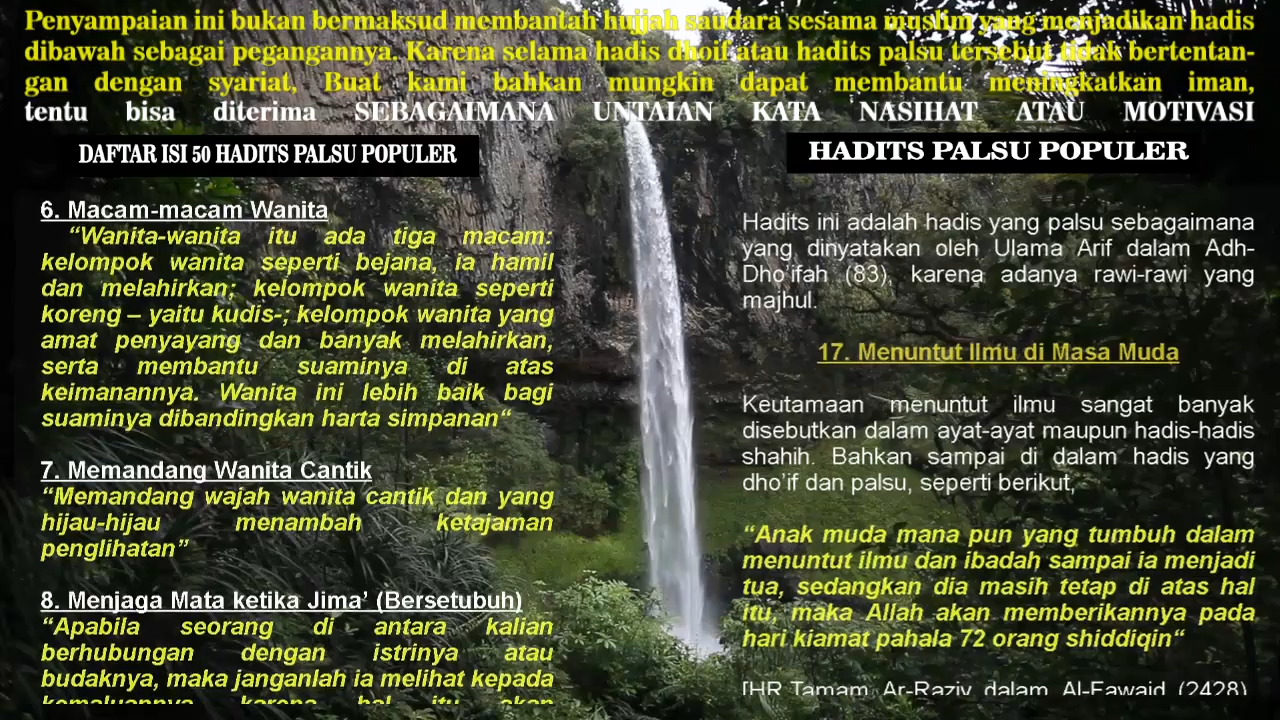 Penyampaian ini bukan bermaksud membantah hujjah saudara sesama muslim yang menjadikan hadis
dibawah sebagai pegangannya. Karena selama hadis dhoif atau hadits palsu tersebut tidak bertentan-
gan dengan syariat, Buat kami bahkan mungkin dapat membantu meningkatkan iman,
tentu bisa diterima SEBAGAIMANA UNTAIAN KATA NASIHAT ATAU MOTIVASI
DAFTAR ISI 50 HADITS PALSU POPULER
6. Macam-macam Wanita
“Wanita-wanita itu ada tiga macam:
kelompok wanita seperti bejana, ia hamil
dan melahirkan; kelompok wanita seperti
koreng – yaitu kudis-; kelompok wanita yang
amat penyayang dan banyak melahirkan,
serta membantu suaminya di atas
keimanannya. Wanita ini lebih baik bagi
suaminya dibandingkan harta simpanan“
7. Memandang Wanita Cantik
“Memandang wajah wanita cantik dan yang
hijau-hijau menambah ketajaman
penglihatan”
8. Menjaga Mata ketika Jima’ (Bersetubuh)
“Apabila seorang di antara kalian
berhubungan dengan istrinya atau
budaknya, maka janganlah ia melihat kepada
kemaluannya karena hal itu akan
HADITS PALSU POPULER
Hadits ini adalah hadis yang palsu sebagaimana
yang dinyatakan oleh Ulama Arif dalam Adh-
Dho’ifah (83), karena adanya rawi-rawi yang
majhul.
17. Menuntut Ilmu di Masa Muda
Keutamaan menuntut ilmu sangat banyak
disebutkan dalam ayat-ayat maupun hadis-hadis
shahih. Bahkan sampai di dalam hadis yang
dho’if dan palsu, seperti berikut,
“Anak muda mana pun yang tumbuh dalam
menuntut ilmu dan ibadah sampai ia menjadi
tua, sedangkan dia masih tetap di atas hal
itu, maka Allah akan memberikannya pada
hari kiamat pahala 72 orang shiddiqin“
[HR.Tamam Ar-Raziy dalam Al-Fawaid (2428),